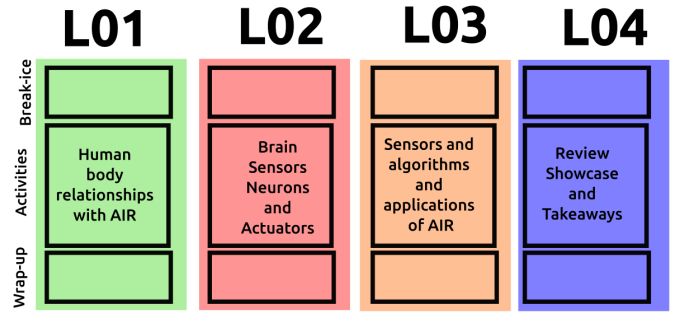 L01
L02
L03
L04
Break-ice
Activities
Wrap-up
Human
body
relationships
with AIR
Brain
Sensors
Neurons
and
Actuators
Sensors and
algorithms
and
applications
of AIR
Review
Showcase
and
Takeaways